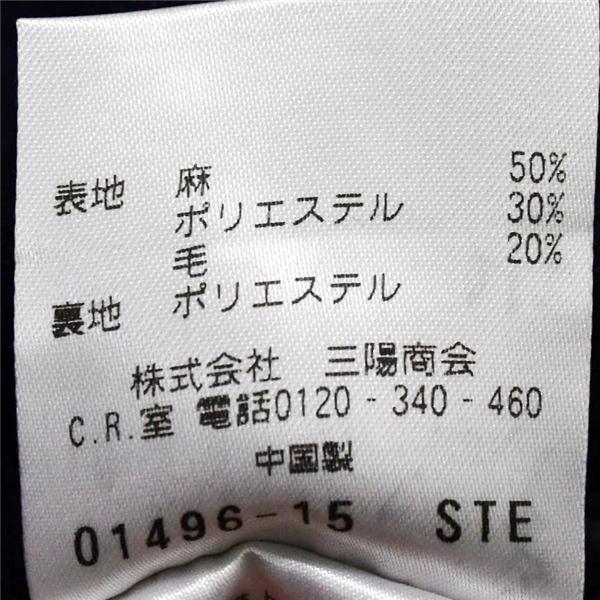 表地 麻 50%
ポリエステル 30%
毛 20%
裏地 ポリエステル
株式会社 三陽商会
C.R.室 電話0120-340-460
中国製
01496-15 STE